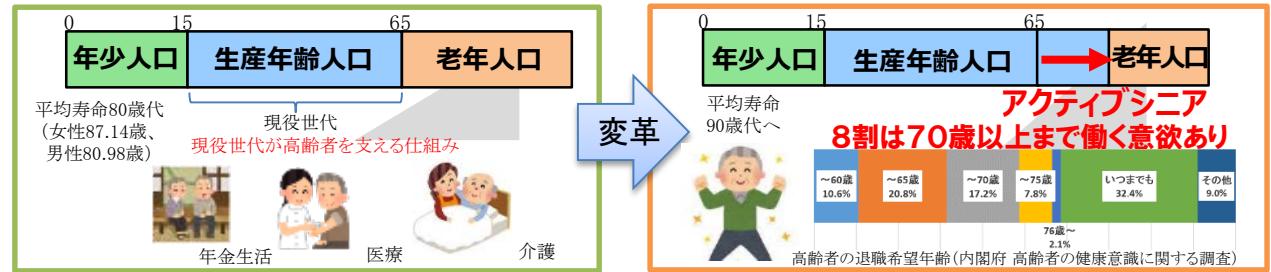 0 15 65
年少人口 生産年齢人口 老年人口
平均寿命80歳代
(女性87.14歳、
男性80.98歳)
現役世代
現役世代が高齢者を支える仕組み
年金生活 医療 介護
変革
0 15 65
年少人口 生産年齢人口 老年人口
平均寿命
90歳代へ
アクティブシニア
8割は70歳以上まで働く意欲あり
~60歳
10.6%
~65歳
20.8%
~70歳
17.2%
~75歳
7.8%
76歳~
2.1%
いつまでも
32.4%
その他
9.0%
高齢者の退職希望年齢(内閣府 高齢者の健康意識に関する調査)